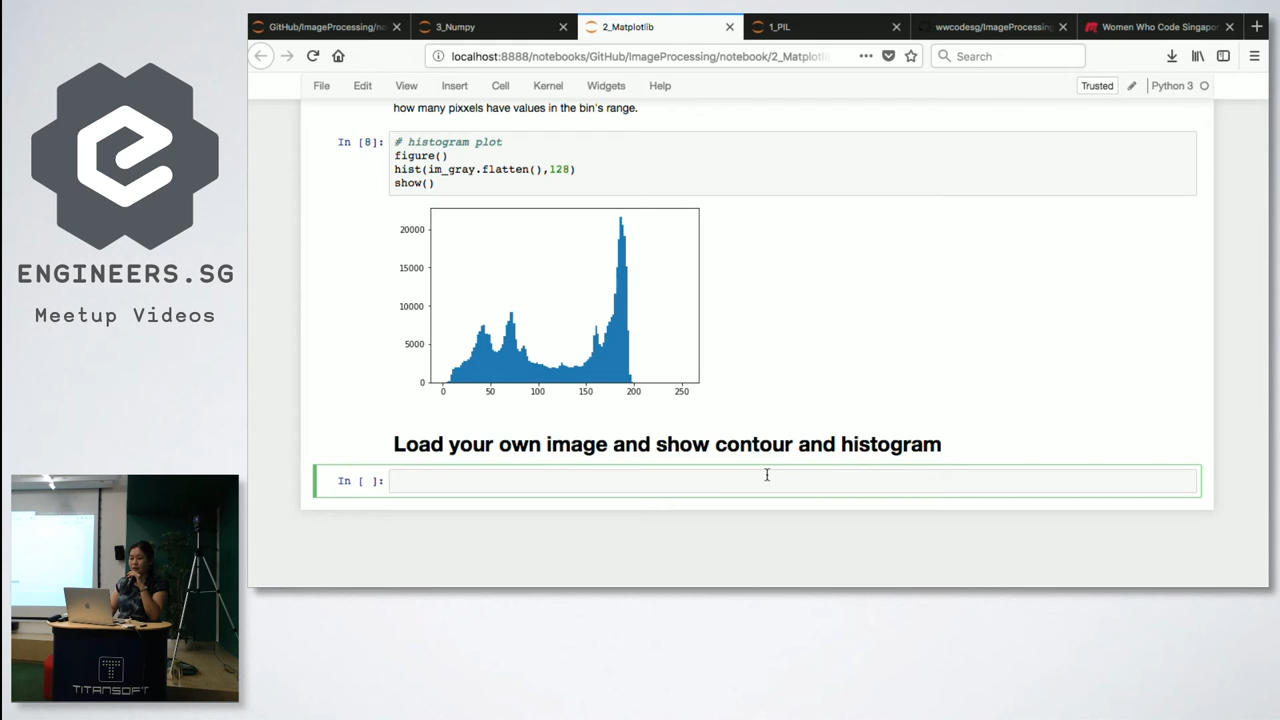 GitHub/ImageProcessing/no
3_Numpy
2_Matplotlib
1_PIL
wwcodesg/ImageProcessing
Women Who Code Singapor
localhost:8888/notebooks/GitHub/ImageProcessing/notebook/2_Matplotli
Search
File Edit View Insert Cell Kernel Widgets Help
Trusted
Python 3
how many pixxels have values in the bin's range.
In [8]:
# histogram plot
figure()
hist(im_gray.flatten(),128)
show()
20000
15000
10000
5000
0
0 50 100 150 200 250
Load your own image and show contour and histogram
In [ ]:
ENGINEERS.SG
Meetup Videos
TITANSOFT